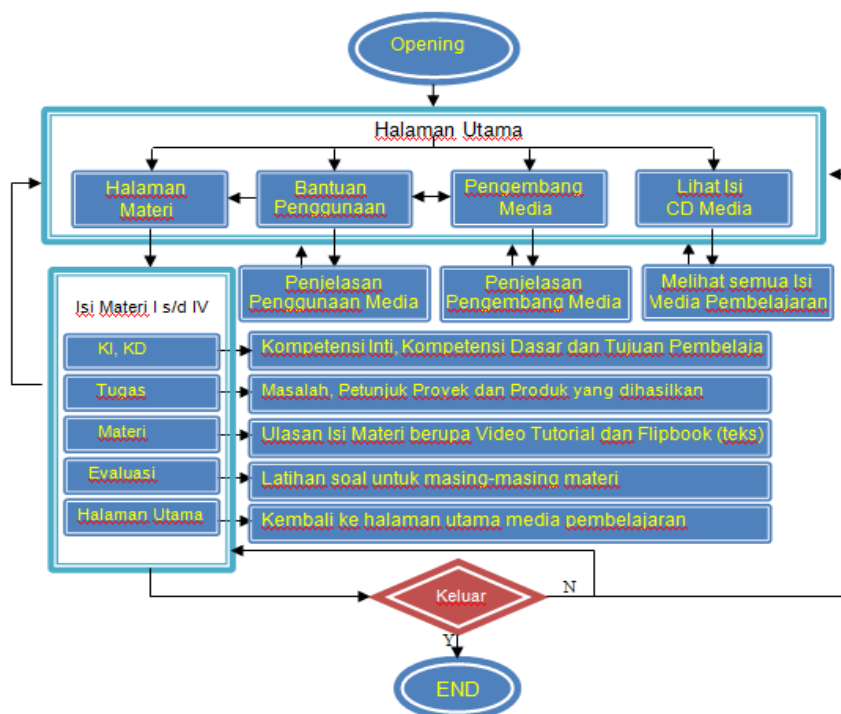 Opening
Halaman Utama
Halaman
Materi
Bantuan
Penggunaan
Pengembang
Media
Lihat Isi
CD Media
Penjelasan
Penggunaan Media
Penjelasan
Pengembang Media
Melihat semua Isi
Media Pembelajaran
Isi Materi I s/d IV
KI, KD
Kompetensi Inti, Kompetensi Dasar dan Tujuan Pembelaja
Tugas
Masalah, Petunjuk Proyek dan Produk yang dihasilkan
Materi
Ulasan Isi Materi berupa Video Tutorial dan Flipbook (teks)
Evaluasi
Latihan soal untuk masing-masing materi
Halaman Utama
Kembali ke halaman utama media pembelajaran
Keluar
N
Y
END